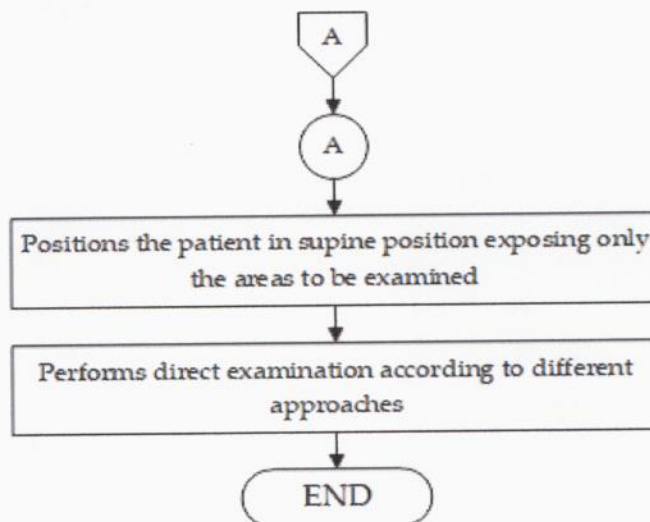 A
A
Positions the patient in supine position exposing only
the areas to be examined
Performs direct examination according to different
approaches
END